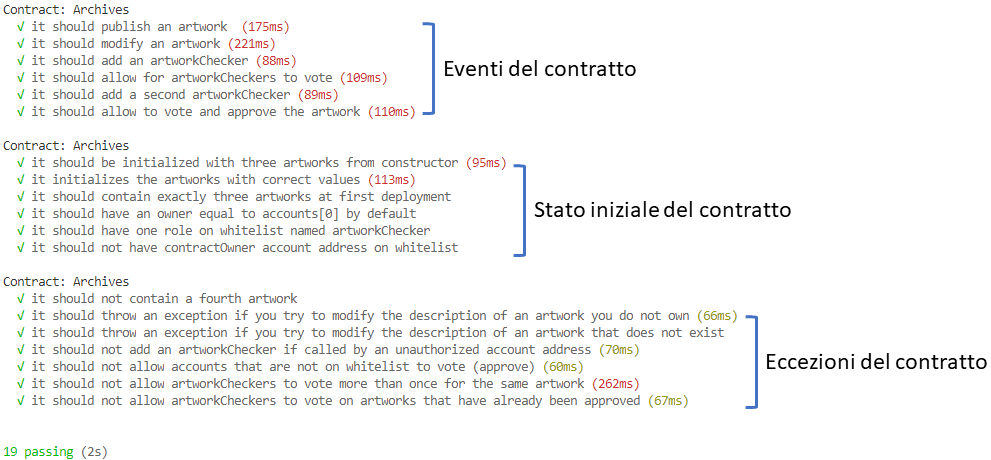 Contract: Archives
√ it should publish an artwork (175ms)
√ it should modify an artwork (221ms)
√ it should add an artworkChecker (88ms)
√ it should allow for artworkCheckers to vote (109ms)
√ it should add a second artworkChecker (89ms)
√ it should allow to vote and approve the artwork (110ms)
Eventi del contratto
Contract: Archives
√ it should be initialized with three artworks from constructor (95ms)
√ it initializes the artworks with correct values (113ms)
√ it should contain exactly three artworks at first deployment
√ it should have an owner equal to accounts[0] by default
√ it should have one role on whitelist named artworkChecker
√ it should not have contractOwner account address on whitelist
Stato iniziale del contratto
Contract: Archives
√ it should not contain a fourth artwork
√ it should throw an exception if you try to modify the description of an artwork you do not own (66ms)
√ it should throw an exception if you try to modify the description of an artwork that does not exist
√ it should not add an artworkChecker if called by an unauthorized account address (70ms)
√ it should not allow accounts that are not on whitelist to vote (approve) (60ms)
√ it should not allow artworkCheckers to vote more than once for the same artwork (262ms)
√ it should not allow artworkCheckers to vote on artworks that have already been approved (67ms)
Eccezioni del contratto
19 passing (2s)